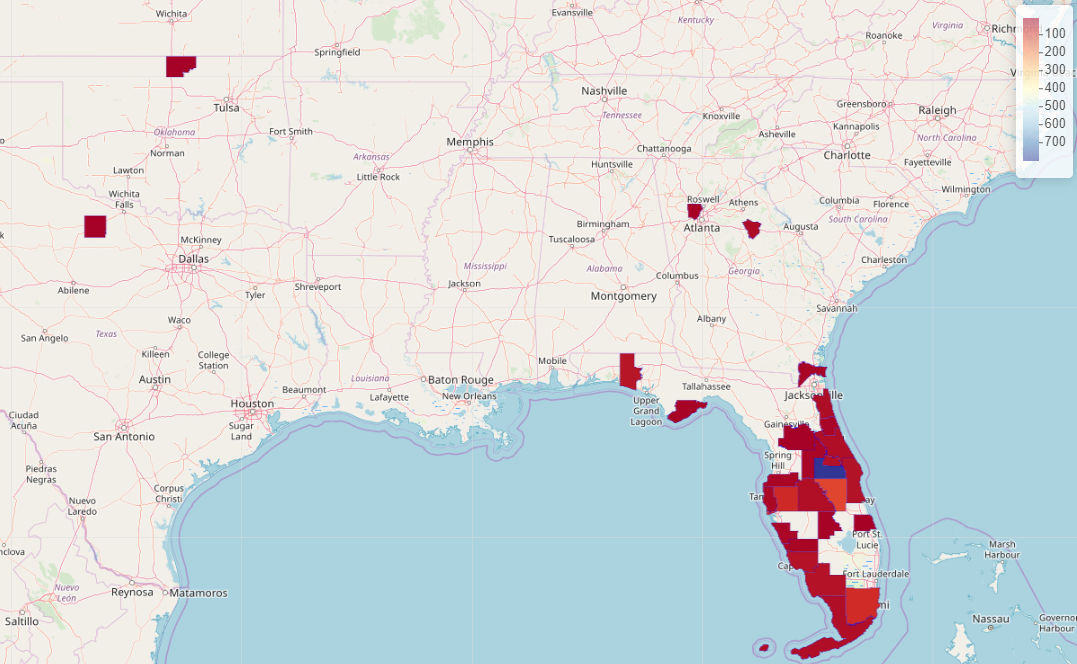 Wichita
Evansville
Kentucky
Virginia
Roanoke
Springfield
Tulsa
Nashville
Tennessee
Knoxville
Greensboro
Raleigh
Oklahoma
Fort Smith
Norman
Memphis
Asheville
Kannapolis
North Carolina
Chattanooga
Charlotte
Arkansas
Huntsville
Fayetteville
Lawton
Little Rock
Wichita
Falls
Roswell
Athens
Columbia
Florence
Wilmington
Birmingham
Atlanta
Augusta
South Carolina
McKinney
Tuscaloosa
Dallas
Mississippi
Alabama
Georgia
Charleston
Columbus
Abilene
Tyler
Shreveport
Jackson
Montgomery
Savannah
Waco
Albany
San Angelo
Texas
Killeen
College
Station
Mobile
Austin
Louisiana
Baton Rouge
Tallahassee
Beaumont
Lafayette
New Orleans
Houston
Upper
Grand
Lagoon
Ciudad
Acuña
Sugar
Land
San Antonio
Spring
Hill
Piedras
Negras
Corpus
Christi
Nuevo
Laredo
Port St.
Lucie
Marsh
Harbour
Fort Lauderdale
Nuevo
León
Reynosa
Matamoros
Saltillo
Nassau
Governor
Harbour
100
200
300
400
500
600
700